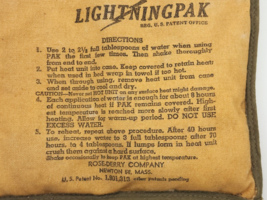 LIGHTNINGPAK
REG. U. S. PATENT OFFICE
DIRECTIONS
1. Use 2 to 2½ full tablespoons of water when using
PAK the first few times. Then shake thoroughly
from end to end.
2. Put heat unit into case. Keep covered to retain heat;
when used in bed wrap in towel if too hot.
3. When through using, remove heat unit from case
and set aside to cool and dry.
CAUTION—Never set HOT UNIT on any surface heat might damage.
4. Each application of water is enough for about 8 hours
of continuous heat if PAK remains covered. High-
est temperature is reached more slowly after first
heating. Allow for warm-up period. DO NOT USE
EXCESS WATER.
5. To reheat, repeat above procedure. After 40 hours
use, increase water to 3 full tablespoons; after 70
hours, to 4 tablespoons. If lumps form in heat unit
crush them against a hard surface.
Shake occasionally to keep PAK at highest temperature.
ROSEBERRY COMPANY
NEWTON 58, MASS.
U. S. Patent No. other patents pending